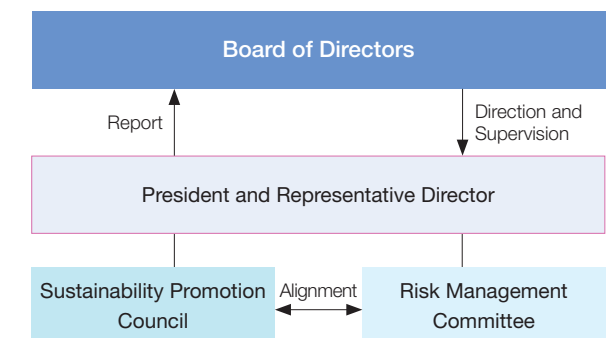 Board of Directors
Report
Direction and
Supervision
President and Representative Director
Sustainability Promotion
Council
Alignment
Risk Management
Committee